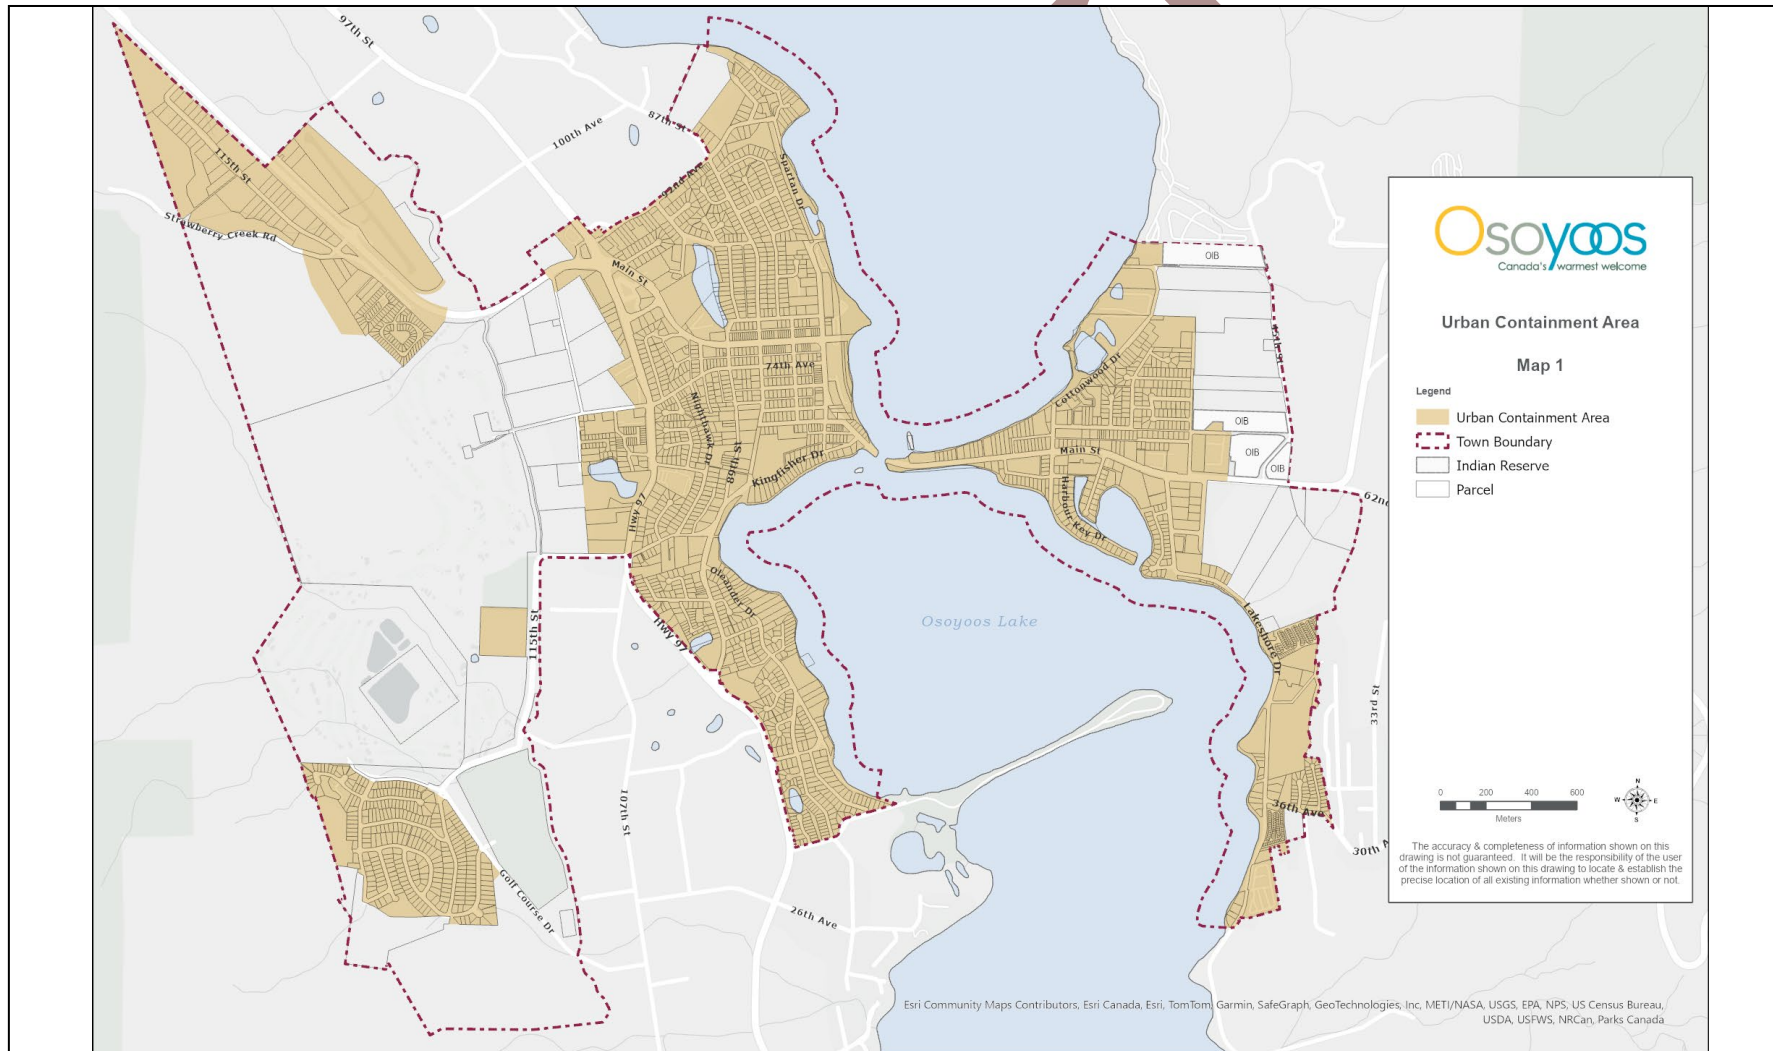 97th St
100th Ave
87th St
92nd Ave
Spartan Dr
115th St
Strawberry Creek Rd
Main St
74th Ave
Nighthawk Dr
89th St
Kingfisher Dr
Hwy 97
Oleander Dr
Hwy 97
115th St
107th St
Golf Course Dr
26th Ave
Osoyoos Lake
OIB
45th St
Cottonwood Dr
OIB
OIB
OIB
Main St
Harbour Key Dr
62nd
Lakeshore Dr
33rd St
36th Ave
30th A
OSOYOOS
Canada's warmest welcome
Urban Containment Area
Map 1
Legend
Urban Containment Area
Town Boundary
Indian Reserve
Parcel
0 200 400 600
Meters
N
W E
S
The accuracy & completeness of information shown on this
drawing is not guaranteed. It will be the responsibility of the user
of the information shown on this drawing to locate & establish the
precise location of all existing information whether shown or not.
Esri Community Maps Contributors, Esri Canada, Esri, TomTom, Garmin, SafeGraph, GeoTechnologies, Inc, METI/NASA, USGS, EPA, NPS, US Census Bureau,
USDA, USFWS, NRCan, Parks Canada